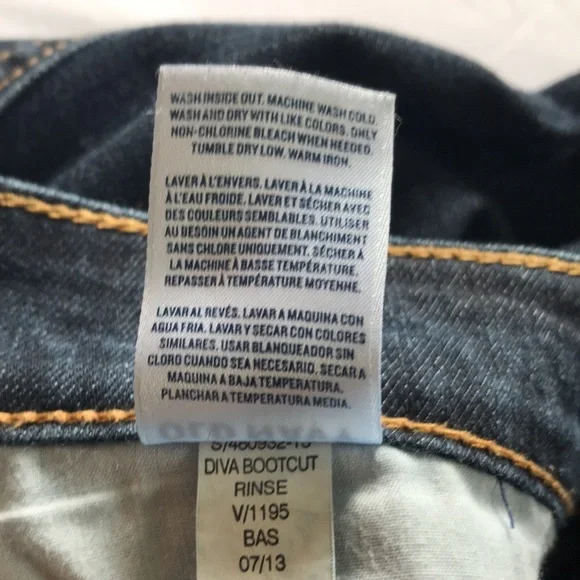 WASH INSIDE OUT. MACHINE WASH COLD.
WASH AND DRY WITH LIKE COLORS. ONLY
NON-CHLORINE BLEACH WHEN NEEDED.
TUMBLE DRY LOW. WARM IRON.
LAVER À L'ENVERS. LAVER À LA MACHINE
À L'EAU FROIDE. LAVER ET SÉCHER AVEC
DES COULEURS SEMBLABLES. UTILISER
AU BESOIN UN AGENT DE BLANCHIMENT
SANS CHLORE UNIQUEMENT. SÉCHER À
LA MACHINE À BASSE TEMPÉRATURE.
REPASSER À TEMPÉRATURE MOYENNE.
LAVAR AL REVÉS. LAVAR A MAQUINA CON
AGUA FRIA. LAVAR Y SECAR CON COLORES
SIMILARES. USAR BLANQUEADOR SIN
CLORO CUANDO SEA NECESARIO. SECAR A
MAQUINA A BAJA TEMPERATURA.
PLANCHAR A TEMPERATURA MEDIA.
DIVA BOOTCUT
RINSE
V/1195
BAS
07/13